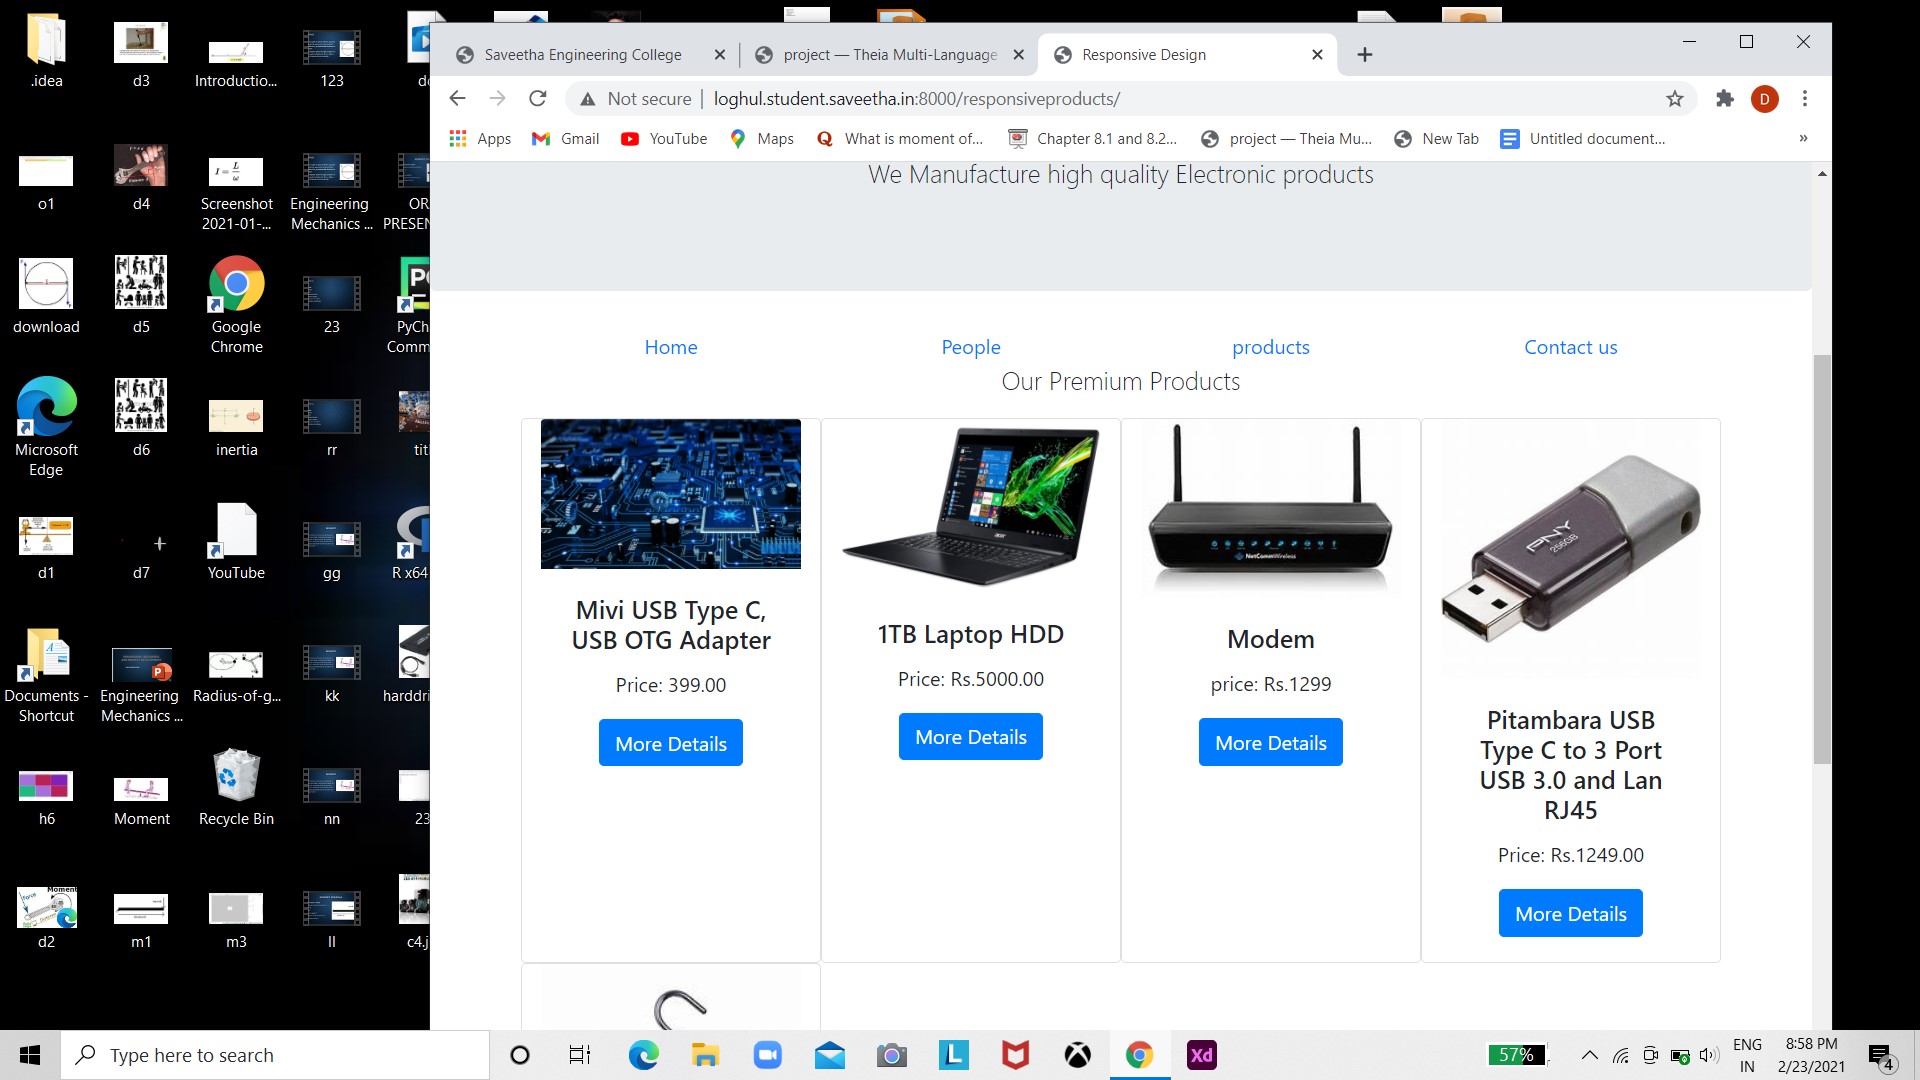 Saveetha Engineering College
project — Theia Multi-Language
Responsive Design
Not secure
loghul.student.saveetha.in:8000/responsiveproducts/
D
Apps
Gmail
YouTube
Maps
What is moment of...
Chapter 8.1 and 8.2...
project — Theia Mu...
New Tab
Untitled document...
»
We Manufacture high quality Electronic products
Home
People
products
Contact us
Our Premium Products
Mivi USB Type C,
USB OTG Adapter
Price: 399.00
More Details
acer
1TB Laptop HDD
Price: Rs.5000.00
More Details
NetCommWireless
Modem
price: Rs.1299
More Details
PNY
256GB
Pitambara USB
Type C to 3 Port
USB 3.0 and Lan
RJ45
Price: Rs.1249.00
More Details
.idea
d3
Introductio...
123
o1
d4
Screenshot
2021-01-...
Engineering
Mechanics ...
OR
PRESEN
download
d5
Google
Chrome
23
PyCh
Comm
Microsoft
Edge
d6
inertia
rr
tit
d1
d7
YouTube
gg
R x64
Documents -
Shortcut
Engineering
Mechanics ...
Radius-of-g...
kk
harddri
h6
Moment
Recycle Bin
nn
23
d2
m1
m3
ll
c4.j
Type here to search
Xd
57%
ENG
IN
8:58 PM
2/23/2021
4